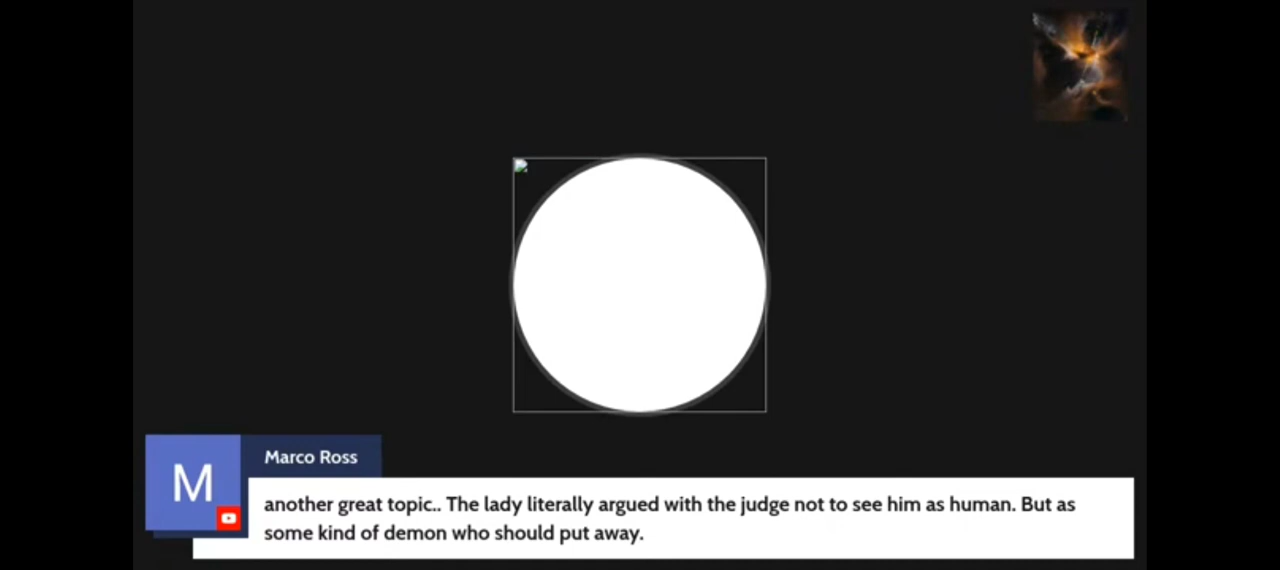 M
Marco Ross
another great topic.. The lady literally argued with the judge not to see him as human. But as
some kind of demon who should put away.